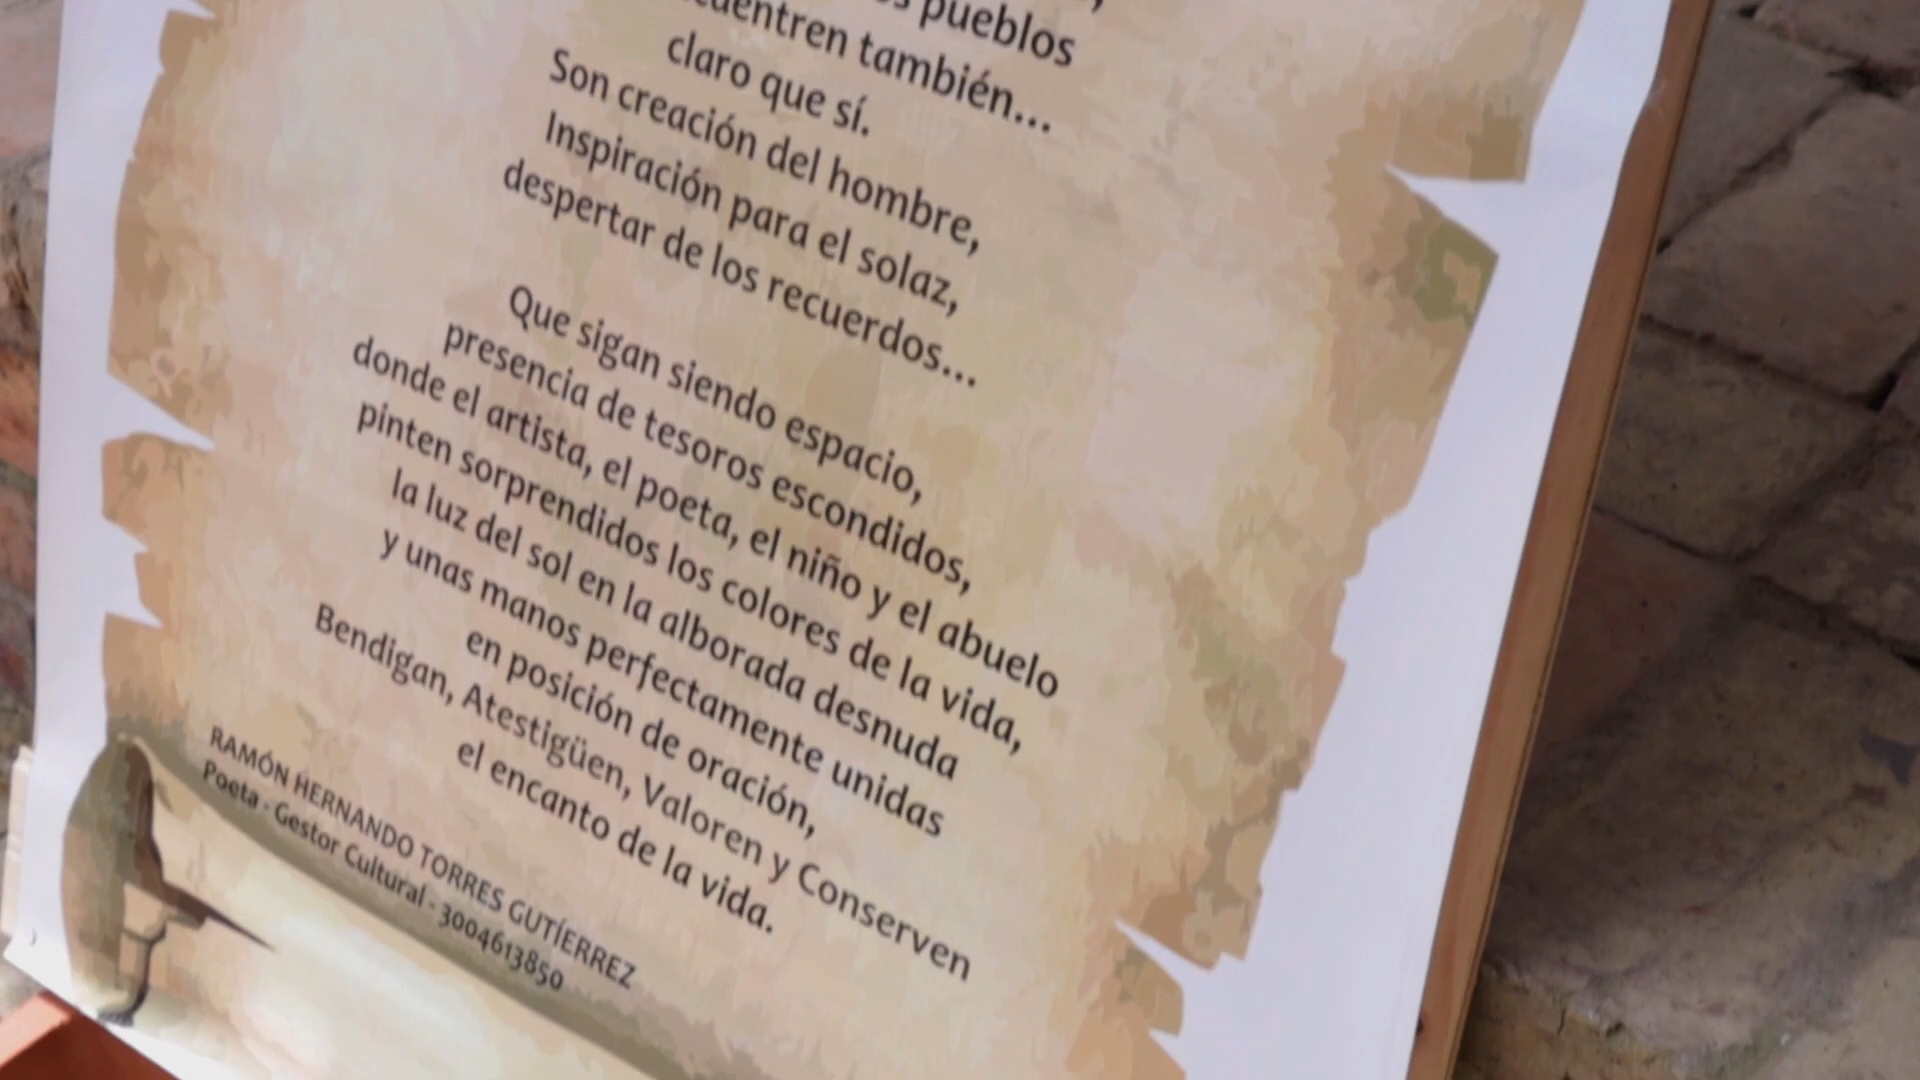 pueblos
también...
claro que sí.
Son creación del hombre,
Inspiración para el solaz,
despertar de los recuerdos...
Que sigan siendo espacio,
presencia de tesoros escondidos,
donde el artista, el poeta, el niño y el abuelo
pinten sorprendidos los colores de la vida,
la luz del sol en la alborada desnuda
y unas manos perfectamente unidas
en posición de oración,
Bendigan, Atestigüen, Valoren y Conserven
el encanto de la vida.
RAMÓN HERNANDO TORRES GUTÍERREZ
Poeta - Gestor Cultural - 3004613850